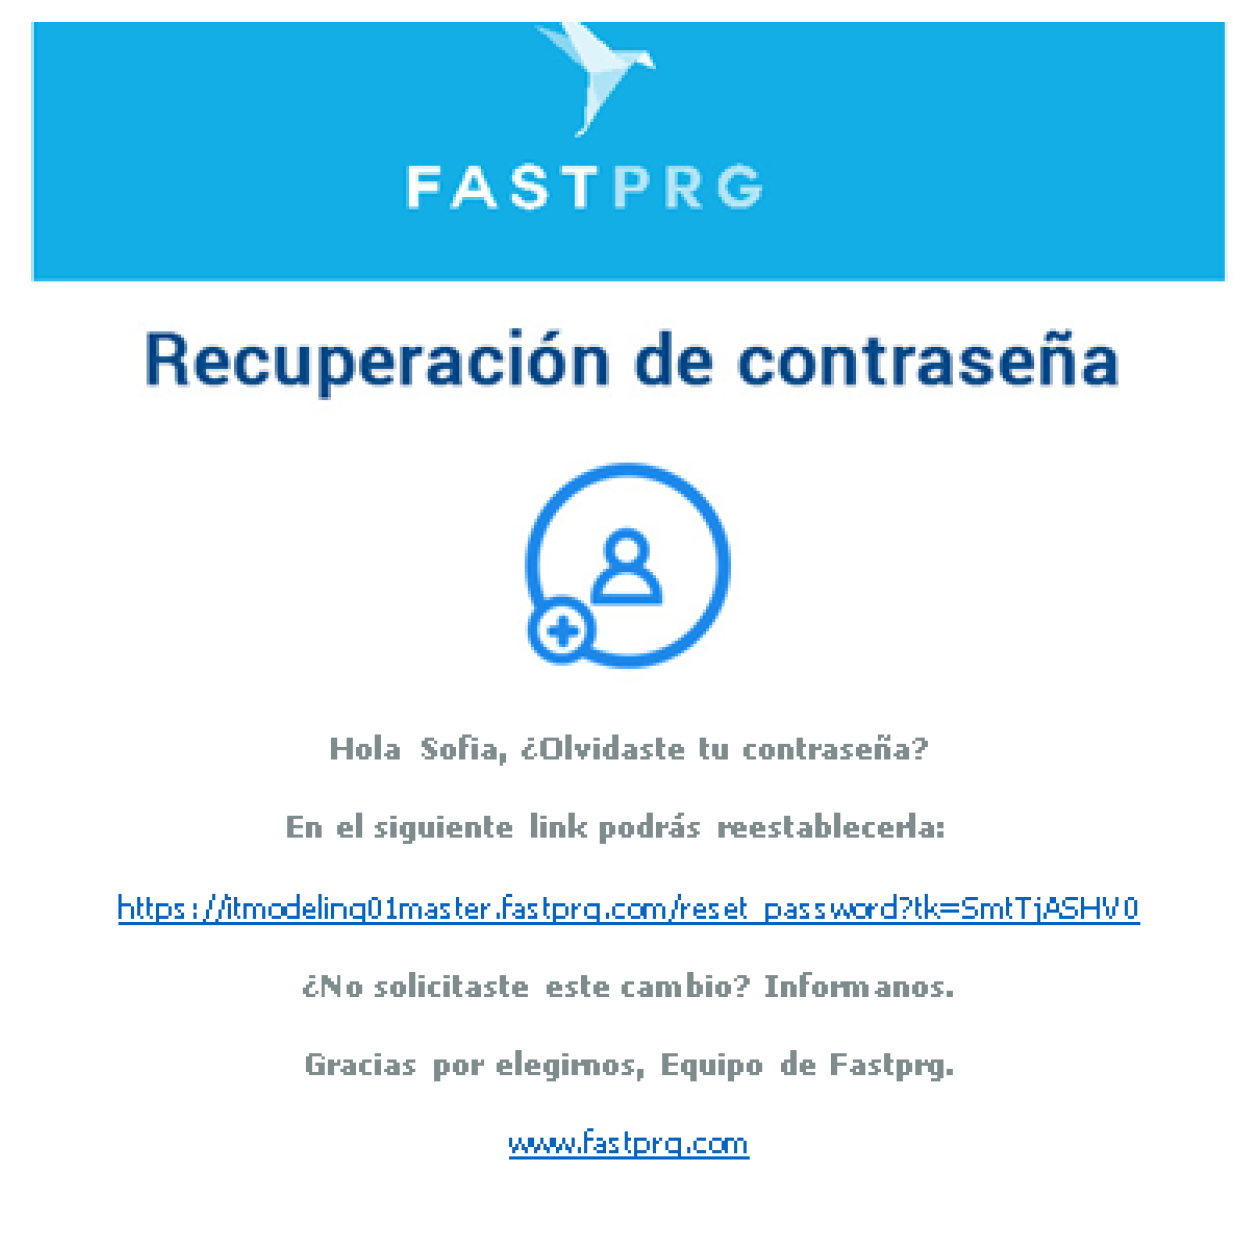 FASTPRG
Recuperación de contraseña
Hola Sofia, ¿Olvidaste tu contraseña?
En el siguiente link podrás reestablecerla:
https://itmodeling01master.fastprg.com/reset_password?tk=SmtTjASHV0
¿No solicitaste este cambio? Informanos.
Gracias por elegirnos, Equipo de Fastprg.
www.fastprg.com